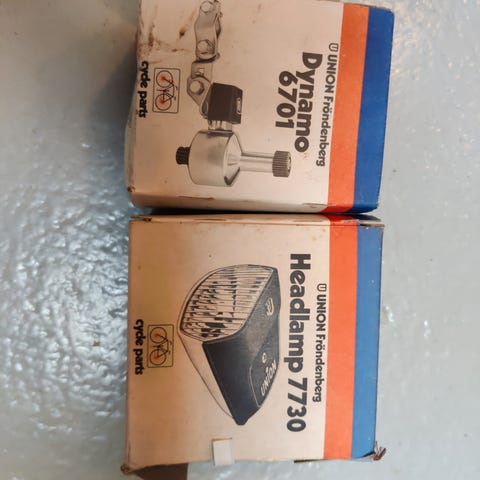 UNION Fröndenberg
Dynamo
6701
cycle parts
UNION Fröndenberg
Headlamp 7730
UNION
cycle parts